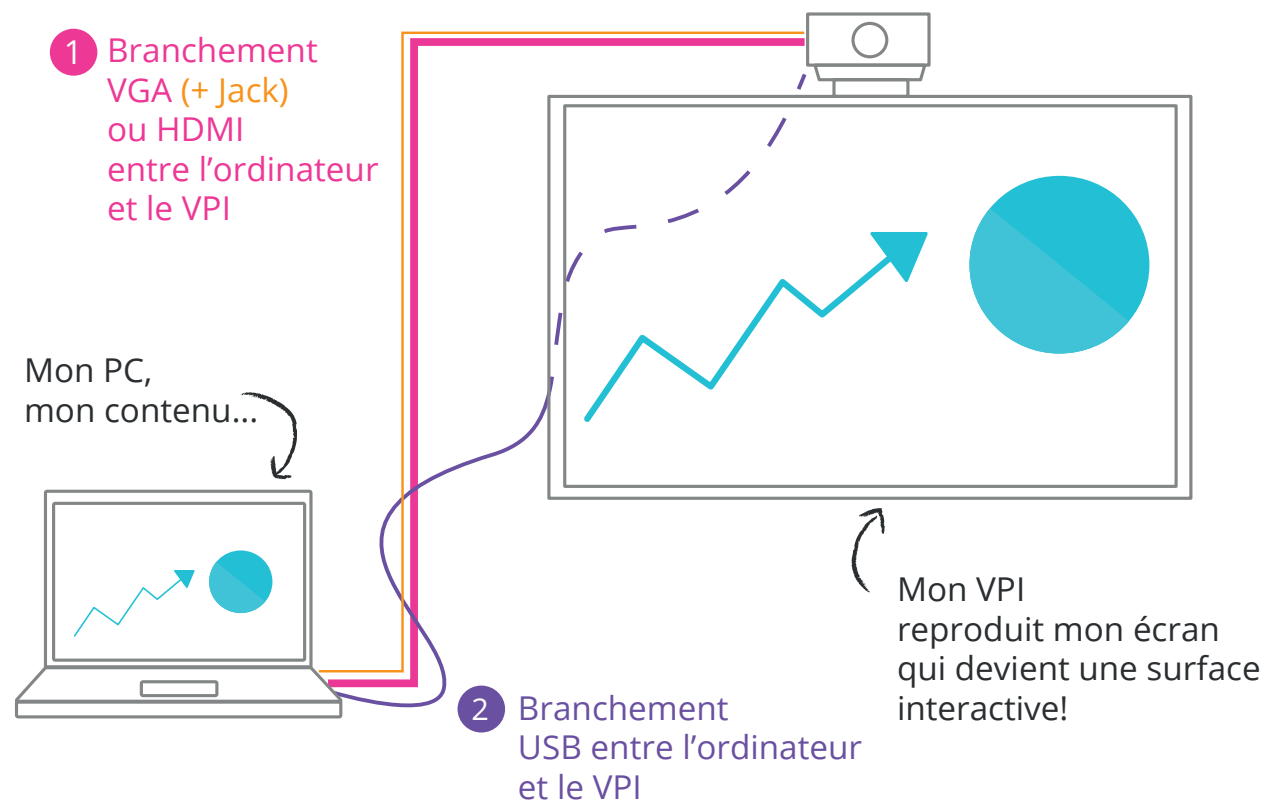 1 Branchement
VGA (+ Jack)
ou HDMI
entre l’ordinateur
et le VPI
Mon PC,
mon contenu...
Mon VPI
reproduit mon écran
qui devient une surface
interactive!
2 Branchement
USB entre l’ordinateur
et le VPI